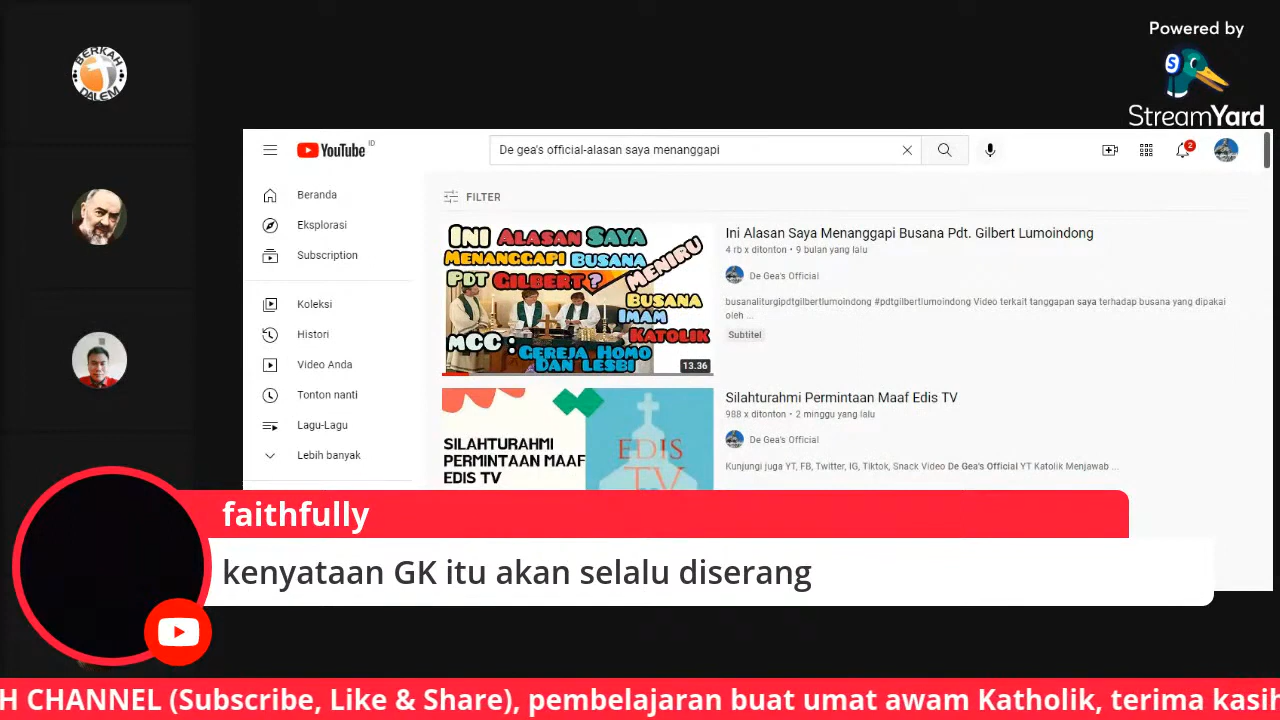 BERKAH
DALEM
Powered by
S
StreamYard
YouTube ID
De gea's official-alasan saya menanggapi
2
Beranda
Eksplorasi
Subscription
Koleksi
Histori
Video Anda
Tonton nanti
Lagu-Lagu
Lebih banyak
FILTER
INI ALASAN SAYA
MENANGGAPI BUSANA
PDT GILBERT?
MENIRU
BUSANA
IMAM
KATOLIK
MCC :
GEREJA HOMO
DAN LESBI
13.36
Ini Alasan Saya Menanggapi Busana Pdt. Gilbert Lumoindong
4 rb x ditonton • 9 bulan yang lalu
De Gea's Official
busanaliturgipdtgilbertlumoindong #pdtgilbertlumoindong Video terkait tanggapan saya terhadap busana yang dipakai
oleh ...
Subtitel
SILAHTURAHMI
PERMINTAAN MAAF
EDIS TV
EDIS
TV
Silahturahmi Permintaan Maaf Edis TV
988 x ditonton • 2 minggu yang lalu
De Gea's Official
Kunjungi juga YT, FB, Twitter, IG, Tiktok, Snack Video De Gea's Official YT Katolik Menjawab ...
faithfully
kenyataan GK itu akan selalu diserang
H CHANNEL (Subscribe, Like & Share), pembelajaran buat umat awam Katholik, terima kasih